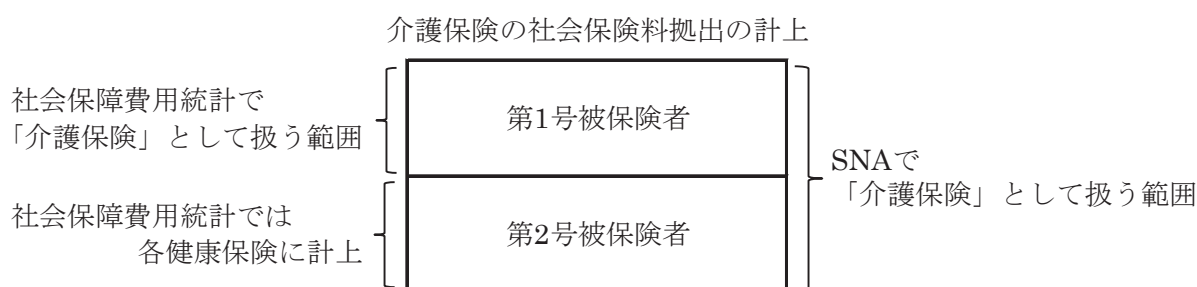 介護保険の社会保険料拠出の計上
社会保障費用統計で
「介護保険」として扱う範囲
第1号被保険者
SNAで
「介護保険」として扱う範囲
社会保障費用統計では
各健康保険に計上
第2号被保険者